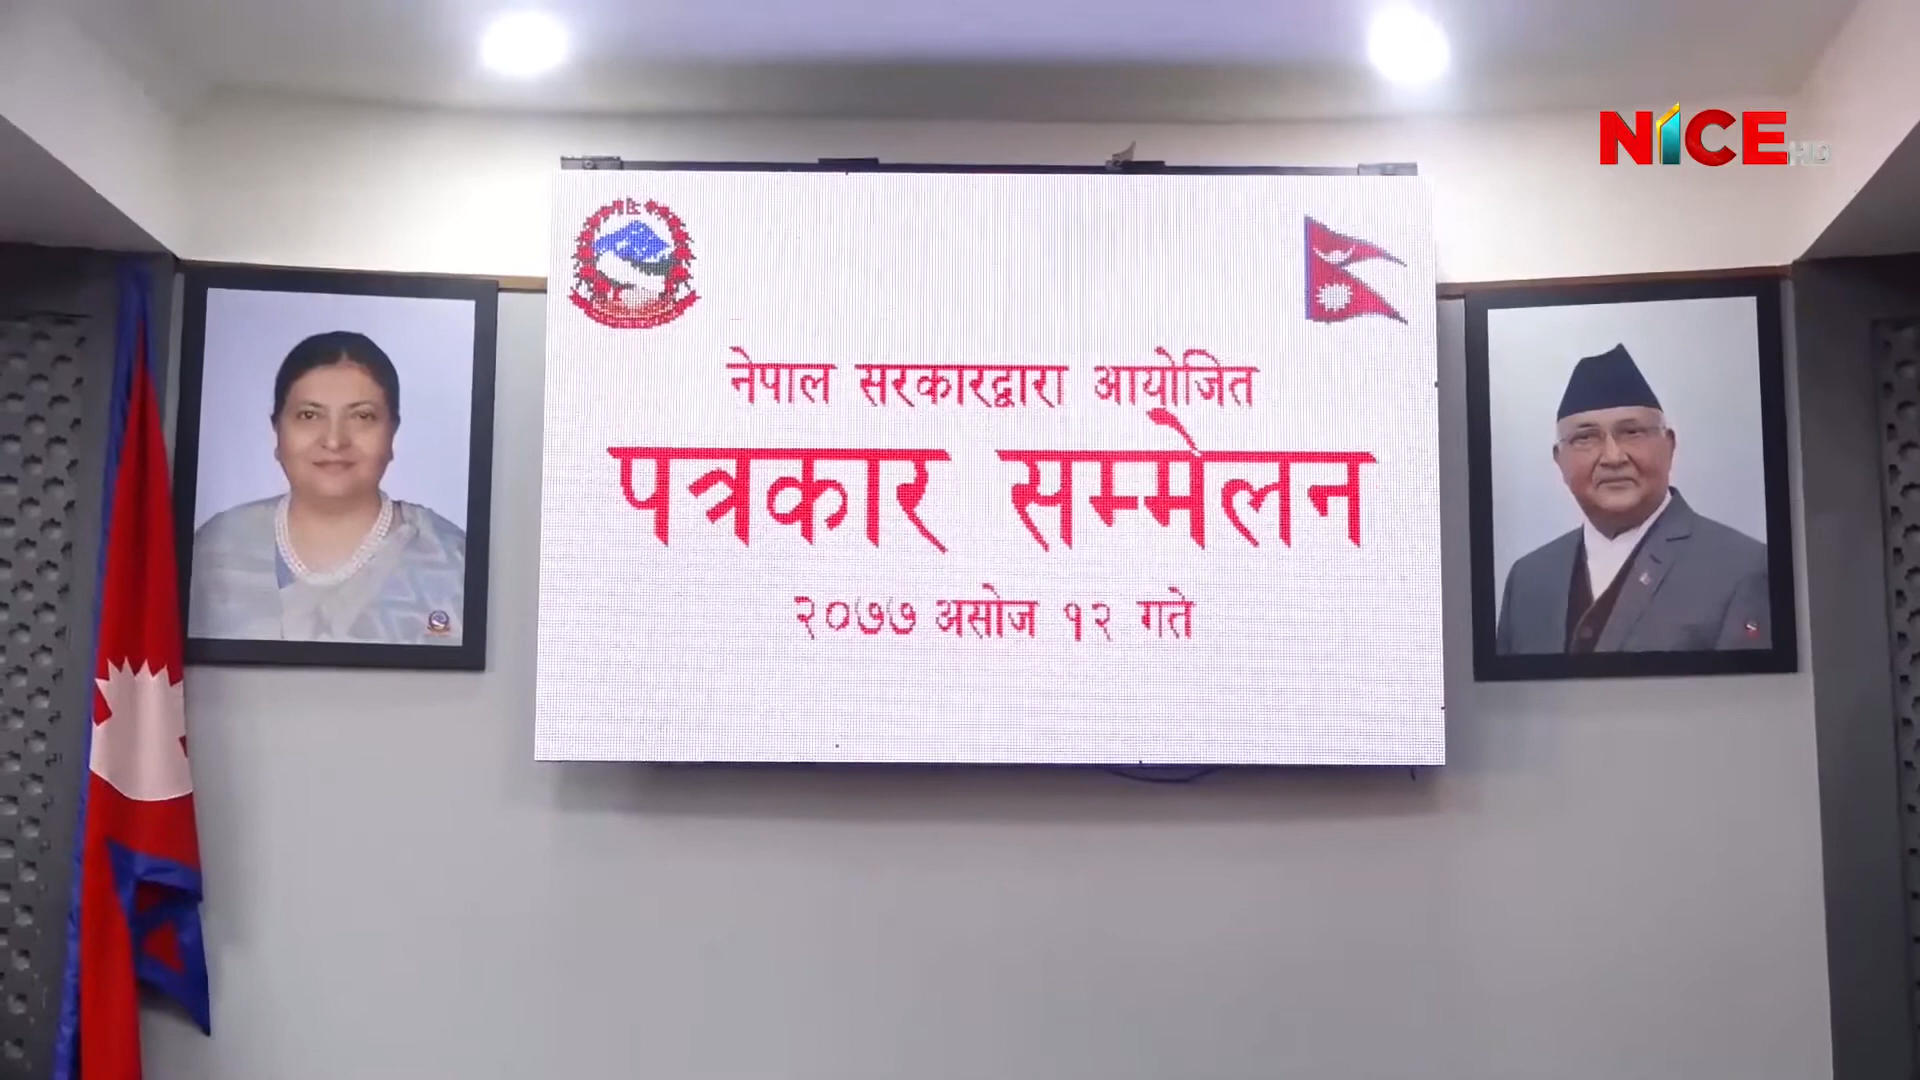 NICE HD
नेपाल सरकारद्वारा आयोजित
पत्रकार सम्मेलन
२०७७ असोज १२ गते